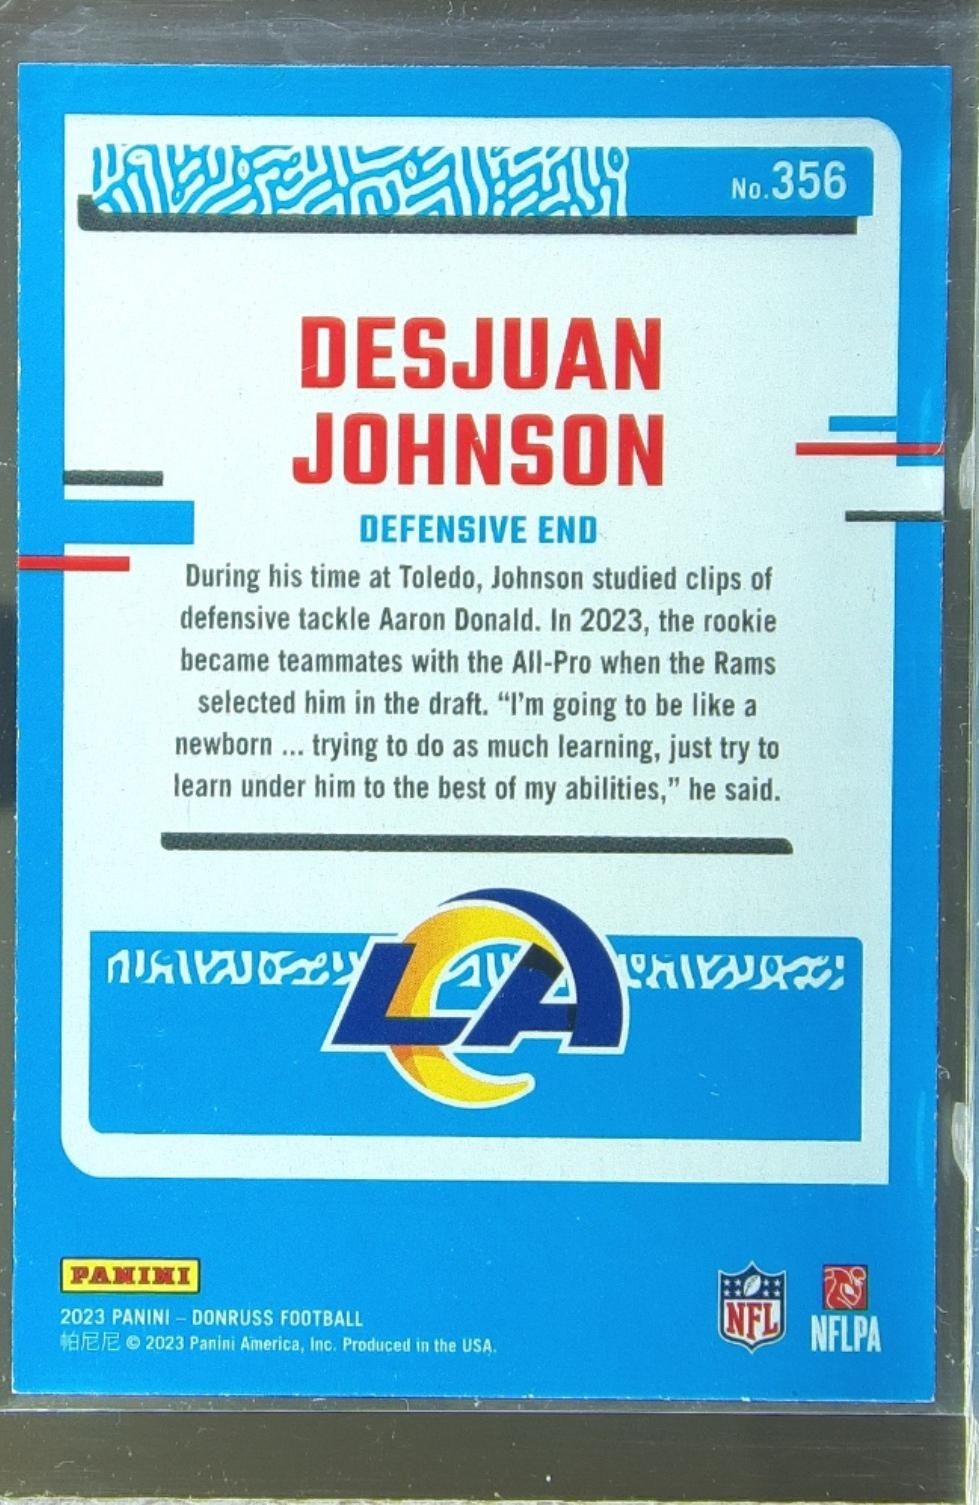 No.356
DESJUAN
JOHNSON
DEFENSIVE END
During his time at Toledo, Johnson studied clips of
defensive tackle Aaron Donald. In 2023, the rookie
became teammates with the All-Pro when the Rams
selected him in the draft. “I’m going to be like a
newborn ... trying to do as much learning, just try to
learn under him to the best of my abilities,” he said.
LA
PANINI
2023 PANINI – DONRUSS FOOTBALL
帕尼尼 © 2023 Panini America, Inc. Produced in the USA.
NFL
NFLPA